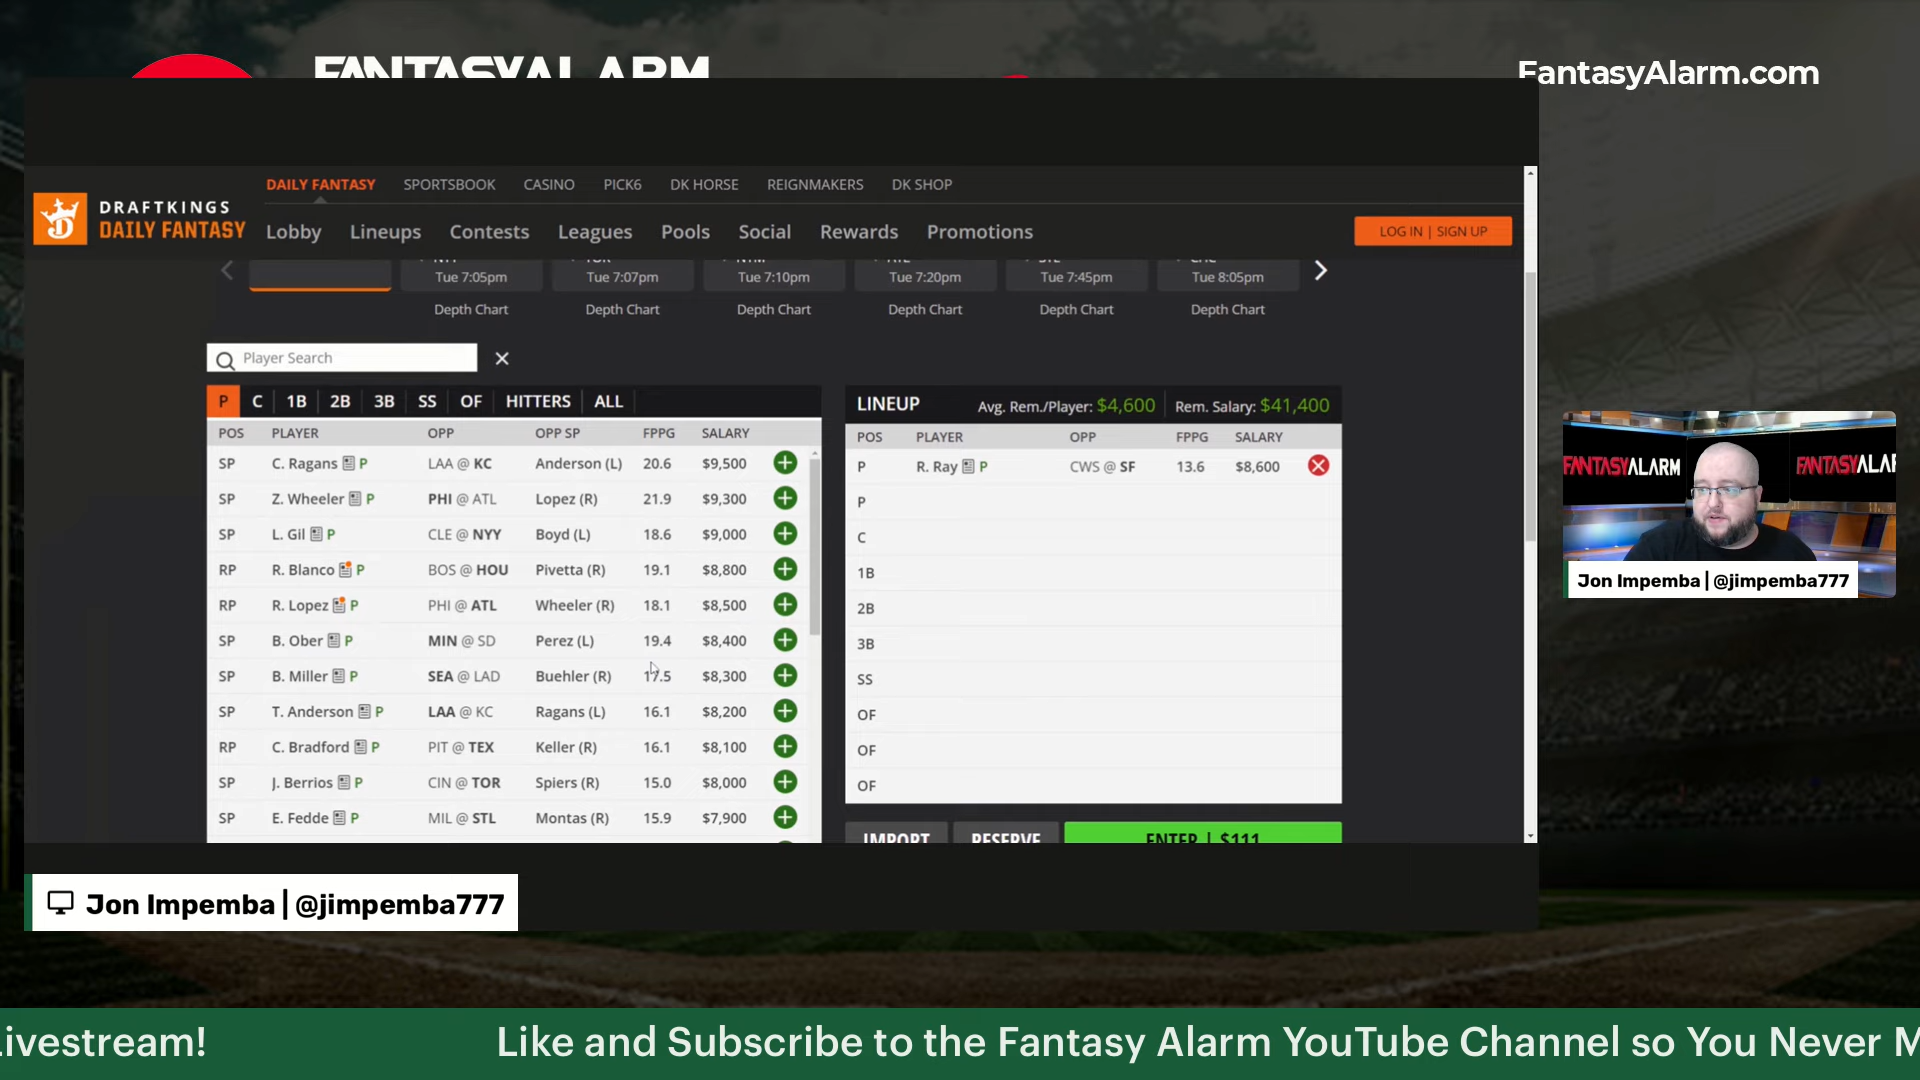 FANTASYALARM
FantasyAlarm.com
DRAFTKINGS
DAILY FANTASY
DAILY FANTASY SPORTSBOOK CASINO PICK6 DK HORSE REIGNMAKERS DK SHOP
Lobby Lineups Contests Leagues Pools Social Rewards Promotions
LOG IN | SIGN UP
Tue 7:05pm Tue 7:07pm Tue 7:10pm Tue 7:20pm Tue 7:45pm Tue 8:05pm
Depth Chart Depth Chart Depth Chart Depth Chart Depth Chart Depth Chart
Player Search
P C 1B 2B 3B SS OF HITTERS ALL
POS PLAYER OPP OPP SP FPPG SALARY
SP C. Ragans P LAA @ KC Anderson (L) 20.6 $9,500
SP Z. Wheeler P PHI @ ATL Lopez (R) 21.9 $9,300
SP L. Gil P CLE @ NYY Boyd (L) 18.6 $9,000
RP R. Blanco P BOS @ HOU Pivetta (R) 19.1 $8,800
RP R. Lopez P PHI @ ATL Wheeler (R) 18.1 $8,500
SP B. Ober P MIN @ SD Perez (L) 19.4 $8,400
SP B. Miller P SEA @ LAD Buehler (R) 17.5 $8,300
SP T. Anderson P LAA @ KC Ragans (L) 16.1 $8,200
RP C. Bradford P PIT @ TEX Keller (R) 16.1 $8,100
SP J. Berrios P CIN @ TOR Spiers (R) 15.0 $8,000
SP E. Fedde P MIL @ STL Montas (R) 15.9 $7,900
LINEUP Avg. Rem./Player: $4,600 Rem. Salary: $41,400
POS PLAYER OPP FPPG SALARY
P R. Ray P CWS @ SF 13.6 $8,600
P
C
1B
2B
3B
SS
OF
OF
OF
IMPORT RESERVE ENTER | $111
FANTASYALARM
FANTASYALAR
Jon Impemba | @jimpemba777
Jon Impemba | @jimpemba777
Livestream! Like and Subscribe to the Fantasy Alarm YouTube Channel so You Never M